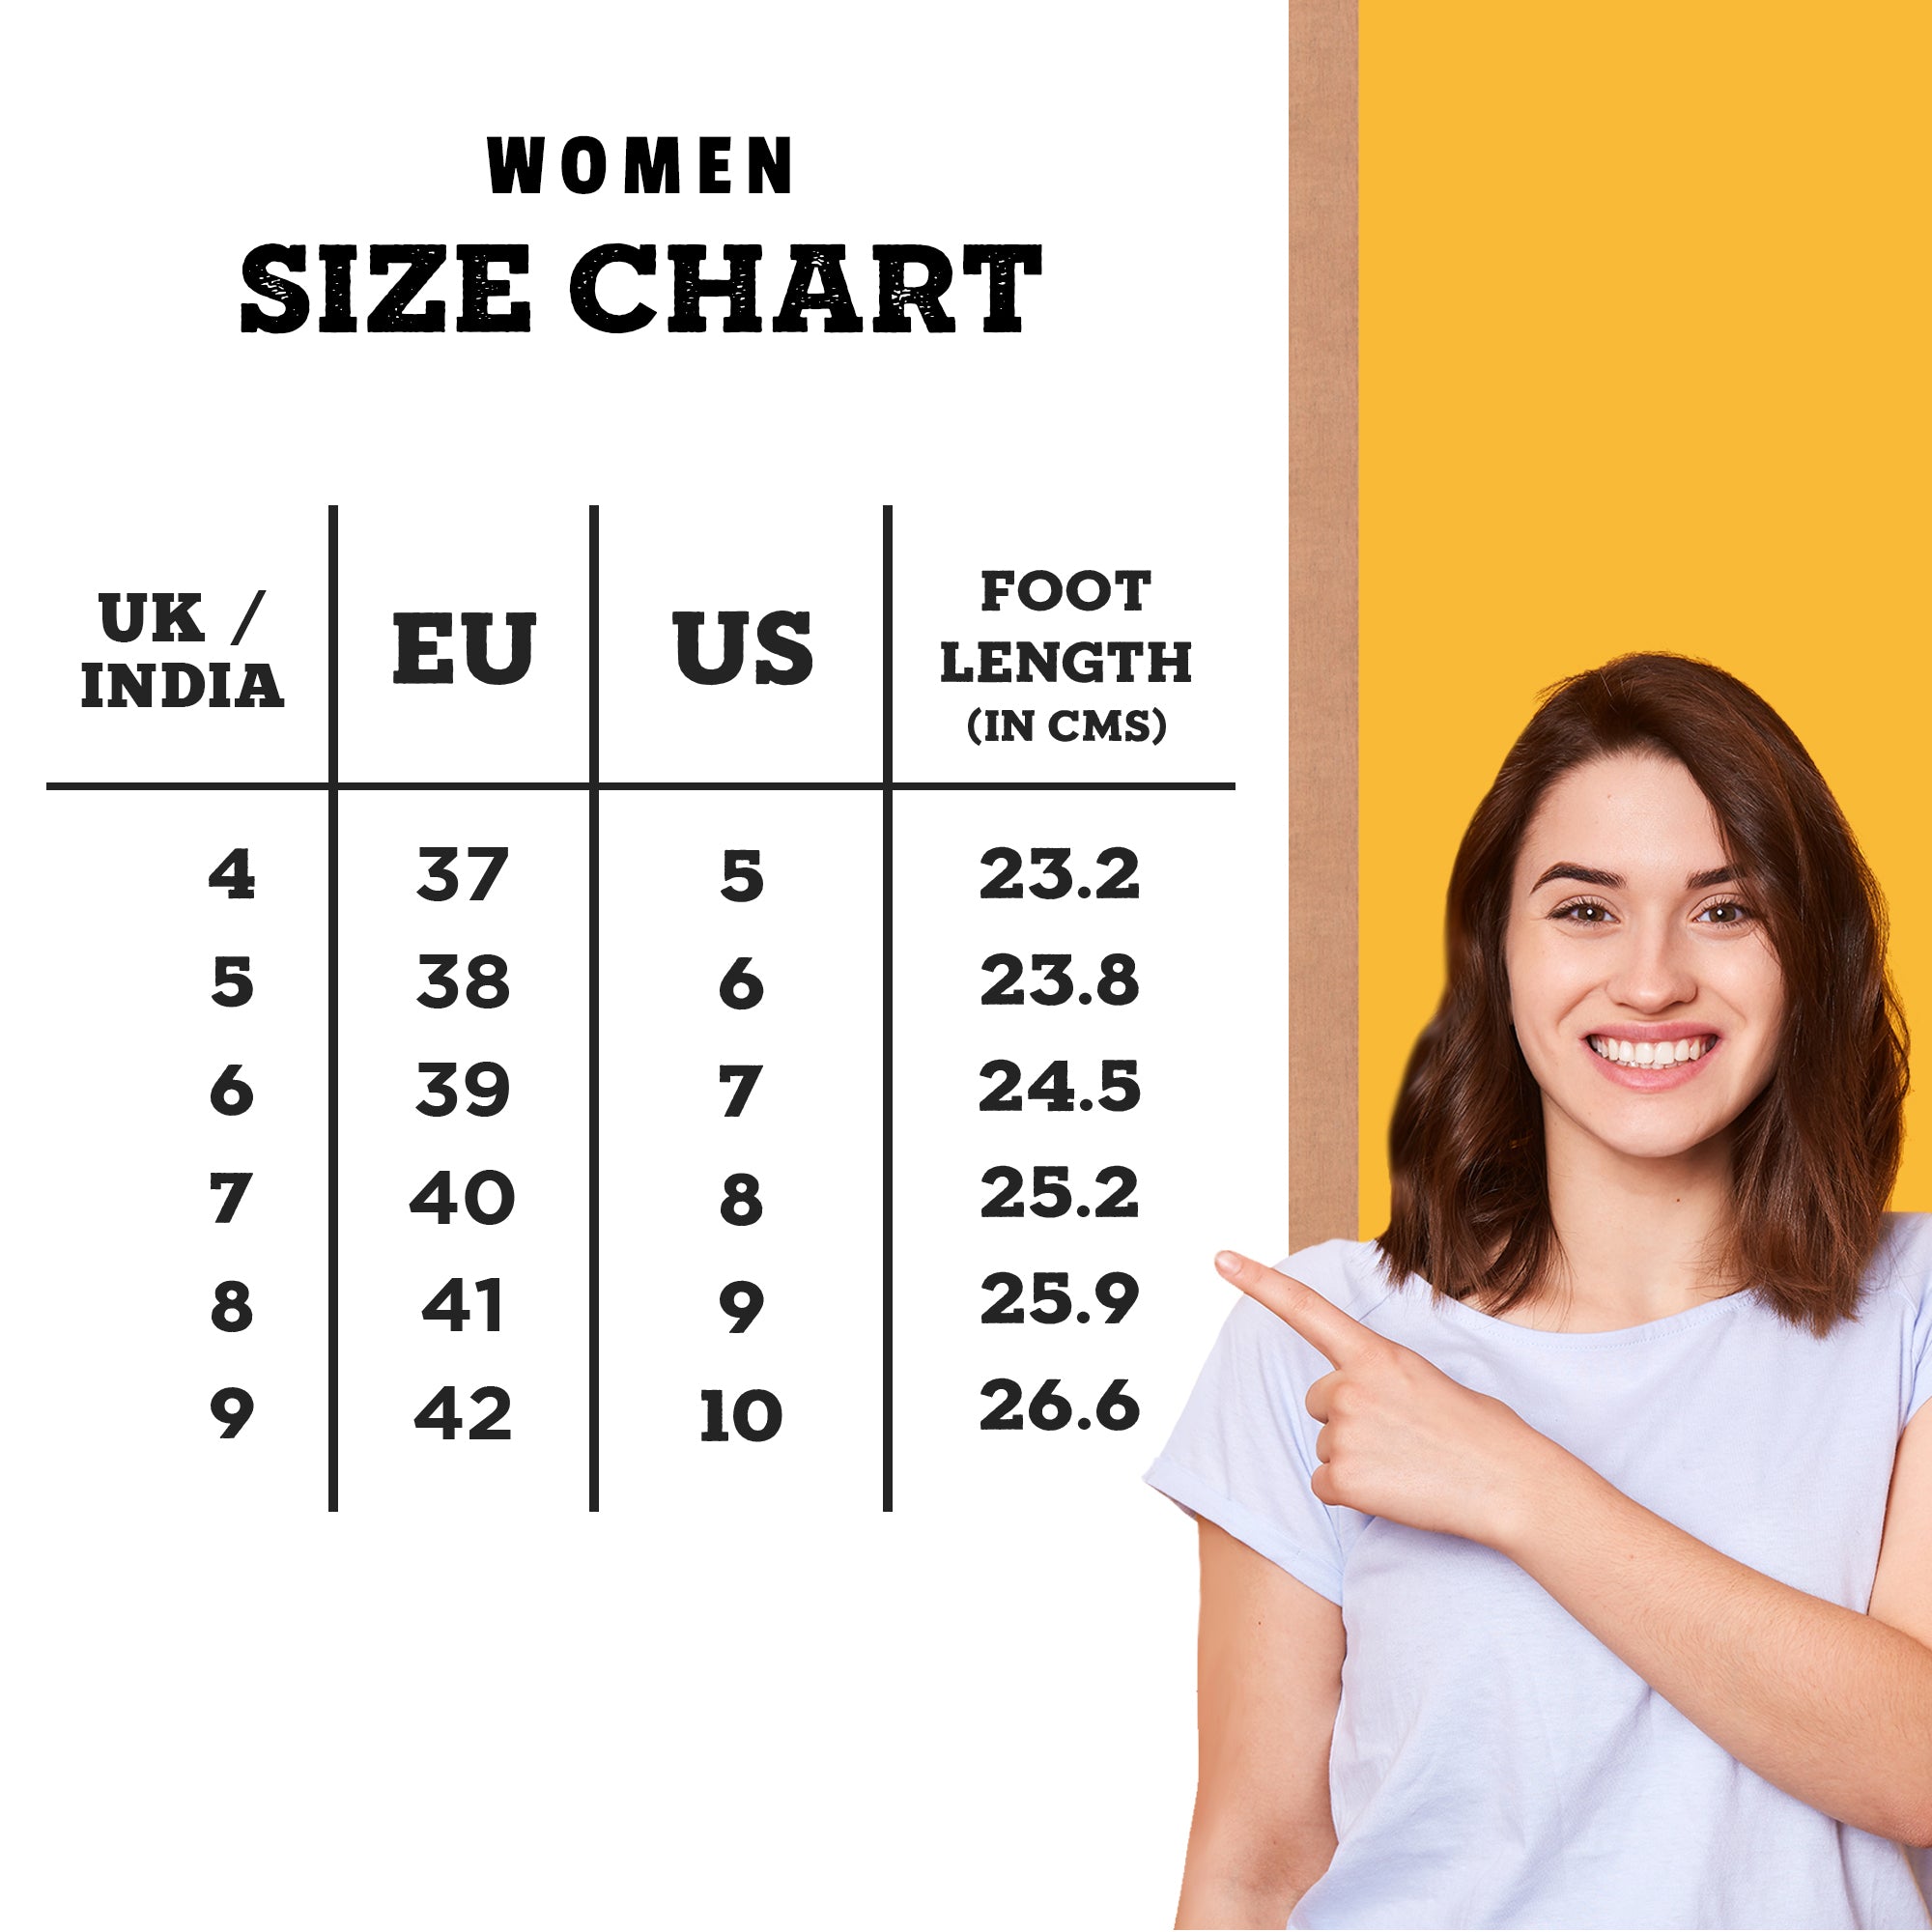 WOMEN
SIZE CHART
UK / INDIA EU US FOOT LENGTH (IN CMS)
4 37 5 23.2
5 38 6 23.8
6 39 7 24.5
7 40 8 25.2
8 41 9 25.9
9 42 10 26.6